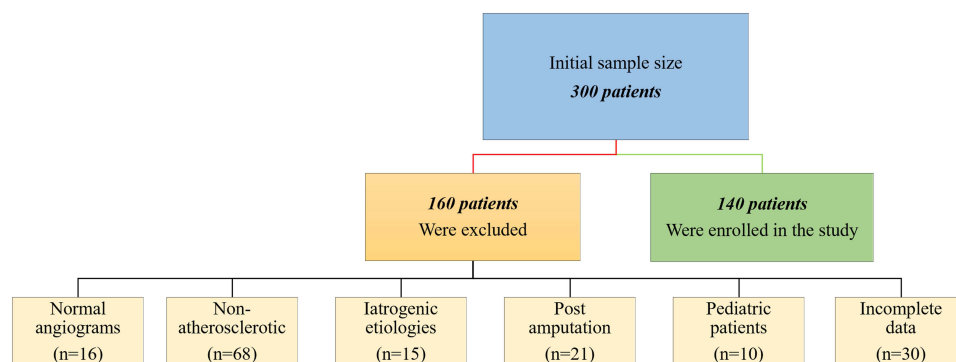 Initial sample size
300 patients
160 patients
Were excluded
140 patients
Were enrolled in the study
Normal
angiograms
(n=16)
Non-
atherosclerotic
(n=68)
Iatrogenic
etiologies
(n=15)
Post
amputation
(n=21)
Pediatric
patients
(n=10)
Incomplete
data
(n=30)